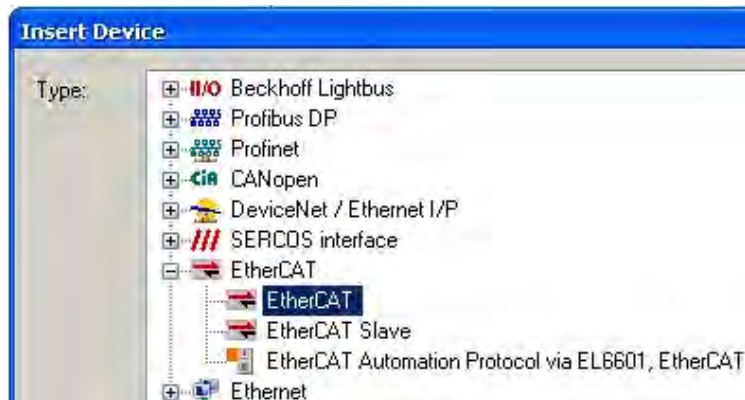 Insert Device
Type:
II/O Beckhoff Lightbus
Profibus DP
Profinet
CiA CANopen
DeviceNet / Ethernet I/P
SERCOS interface
EtherCAT
EtherCAT
EtherCAT Slave
EtherCAT Automation Protocol via EL6601, EtherCAT
Ethernet